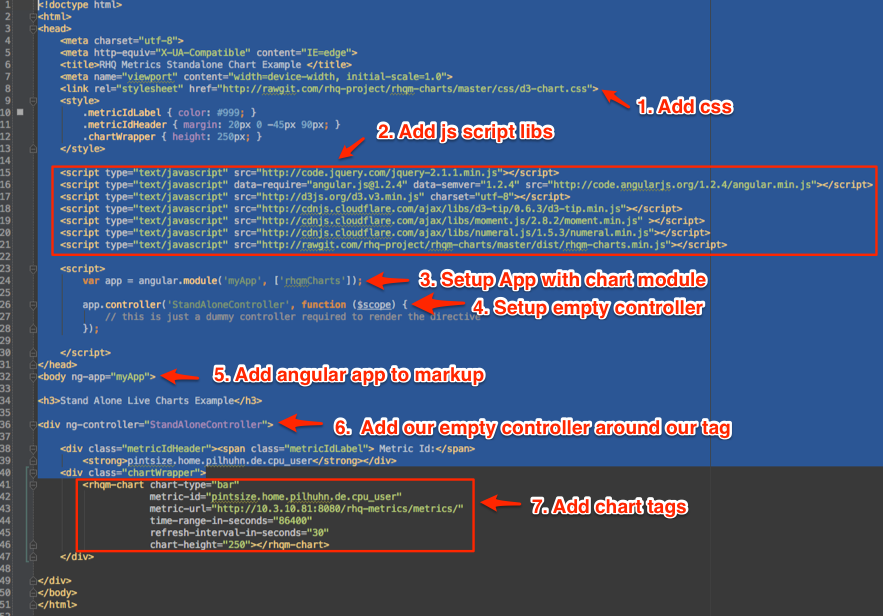 1 <!doctype html>
2 <html>
3 <head>
4 <meta charset="utf-8">
5 <meta http-equiv="X-UA-Compatible" content="IE=edge">
6 <title>RHQ Metrics Standalone Chart Example </title>
7 <meta name="viewport" content="width=device-width, initial-scale=1.0">
8 <link rel="stylesheet" href="http://rawgit.com/rhq-project/rhqm-charts/master/css/d3-chart.css">
1. Add css
9 <style>
10 .metricIdLabel { color: #999; }
11 .metricIdHeader { margin: 20px 0 -45px 90px; }
12 .chartWrapper { height: 250px; }
2. Add js script libs
13 </style>
14
15 <script type="text/javascript" src="http://code.jquery.com/jquery-2.1.1.min.js"></script>
16 <script type="text/javascript" data-require="angular.js@1.2.4" data-semver="1.2.4" src="http://code.angularjs.org/1.2.4/angular.min.js"></script>
17 <script type="text/javascript" src="http://d3js.org/d3.v3.min.js" charset="utf-8"></script>
18 <script type="text/javascript" src="http://cdnjs.cloudflare.com/ajax/libs/d3-tip/0.6.3/d3-tip.min.js"></script>
19 <script type="text/javascript" src="http://cdnjs.cloudflare.com/ajax/libs/moment.js/2.8.2/moment.min.js" ></script>
20 <script type="text/javascript" src="http://cdnjs.cloudflare.com/ajax/libs/numeral.js/1.5.3/numeral.min.js"></script>
21 <script type="text/javascript" src="http://rawgit.com/rhq-project/rhqm-charts/master/dist/rhqm-charts.min.js"></script>
22
23 <script>
24 var app = angular.module('myApp', ['rhqmCharts']);
3. Setup App with chart module
25
26 app.controller('StandAloneController', function ($scope) {
4. Setup empty controller
27 // this is just a dummy controller required to render the directive
28 });
29
30 </script>
31 </head>
32 <body ng-app="myApp">
5. Add angular app to markup
33
34 <h3>Stand Alone Live Charts Example</h3>
35
36 <div ng-controller="StandAloneController">
6. Add our empty controller around our tag
37
38 <div class="metricIdHeader"><span class="metricIdLabel"> Metric Id:</span>
39 <strong>pintsize.home.pilhuhn.de.cpu_user</strong></div>
40 <div class="chartWrapper">
41 <rhqm-chart chart-type="bar"
42 metric-id="pintsize.home.pilhuhn.de.cpu_user"
43 metric-url="http://10.3.10.81:8080/rhq-metrics/metrics/"
7. Add chart tags
44 time-range-in-seconds="86400"
45 refresh-interval-in-seconds="30"
46 chart-height="250"></rhqm-chart>
47 </div>
48
49 </div>
50 </body>
51 </html>